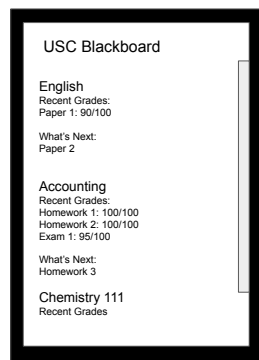 USC Blackboard
English
Recent Grades:
Paper 1: 90/100
What's Next:
Paper 2
Accounting
Recent Grades:
Homework 1: 100/100
Homework 2: 100/100
Exam 1: 95/100
What's Next:
Homework 3
Chemistry 111
Recent Grades